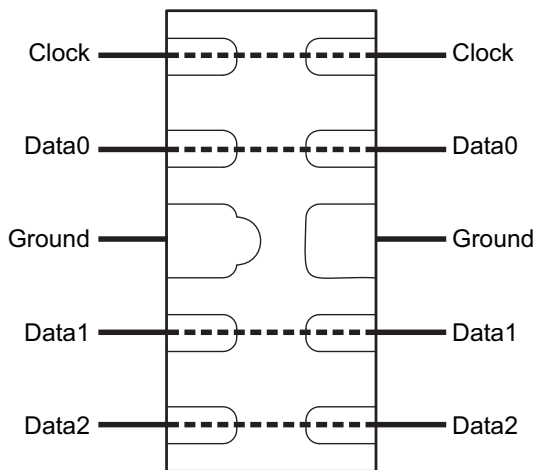 Clock Clock
Data0 Data0
Ground Ground
Data1 Data1
Data2 Data2